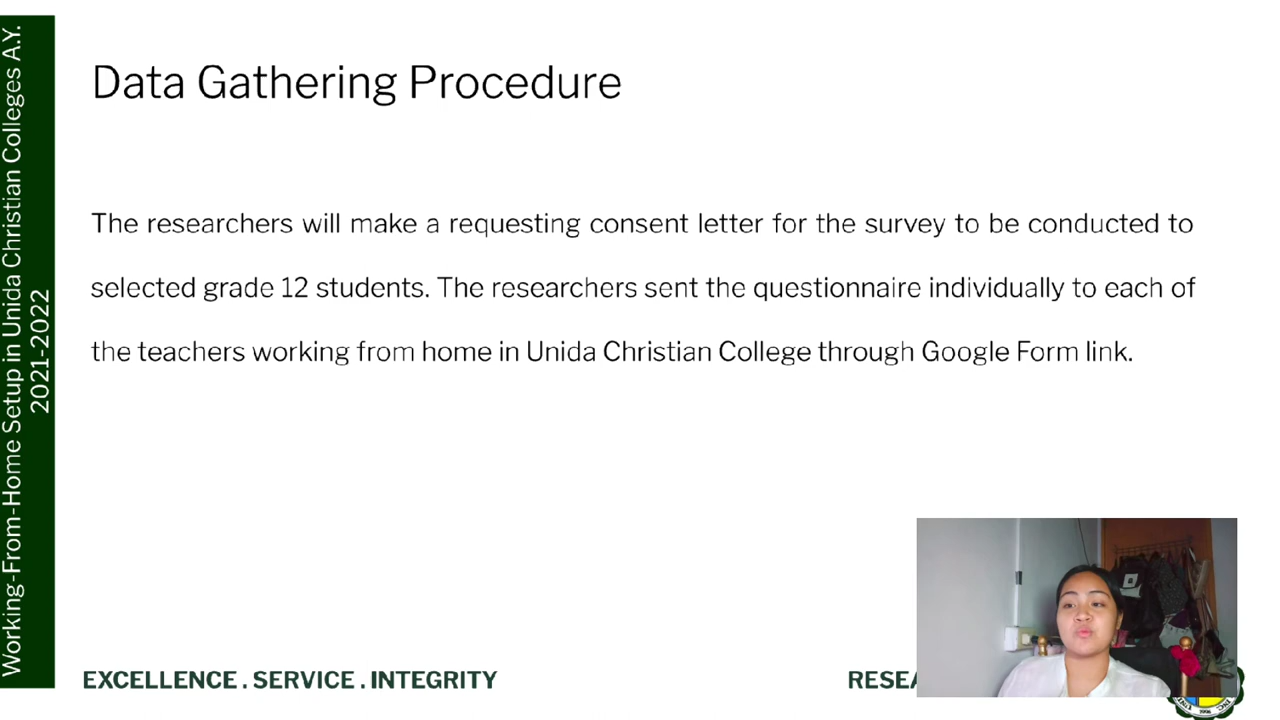 Working-From-Home Setup in Unida Christian Colleges A.Y.
2021-2022
Data Gathering Procedure
The researchers will make a requesting consent letter for the survey to be conducted to
selected grade 12 students. The researchers sent the questionnaire individually to each of
the teachers working from home in Unida Christian College through Google Form link.
EXCELLENCE . SERVICE . INTEGRITY